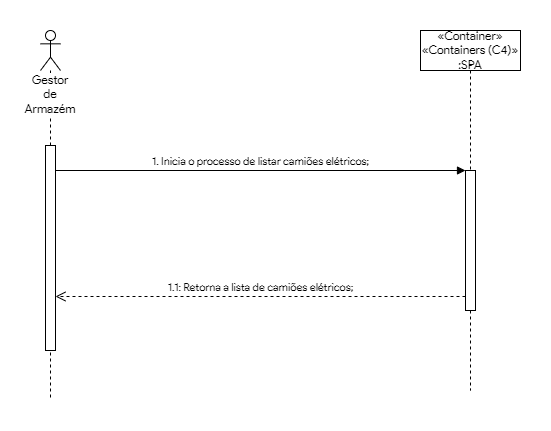 «Container»
«Containers (C4)»
:SPA
Gestor
de
Armazém
1. Inicia o processo de listar camiões elétricos;
1.1: Retorna a lista de camiões elétricos;